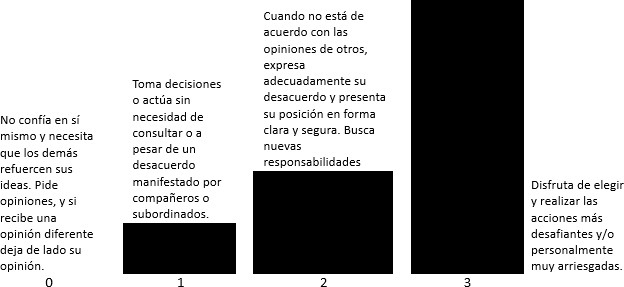 No confía en sí
mismo y necesita
que los demás
refuercen sus
ideas. Pide
opiniones, y si
recibe una
opinión diferente
deja de lado su
opinión.
0
Toma decisiones
o actúa sin
necesidad de
consultar o a
pesar de un
desacuerdo
manifestado por
compañeros o
subordinados.
1
Cuando no está de
acuerdo con las
opiniones de otros,
expresa
adecuadamente su
desacuerdo y presenta
su posición en forma
clara y segura. Busca
nuevas
responsabilidades
2
3
Disfruta de elegir
y realizar las
acciones más
desafiantes y/o
personalmente
muy arriesgadas.